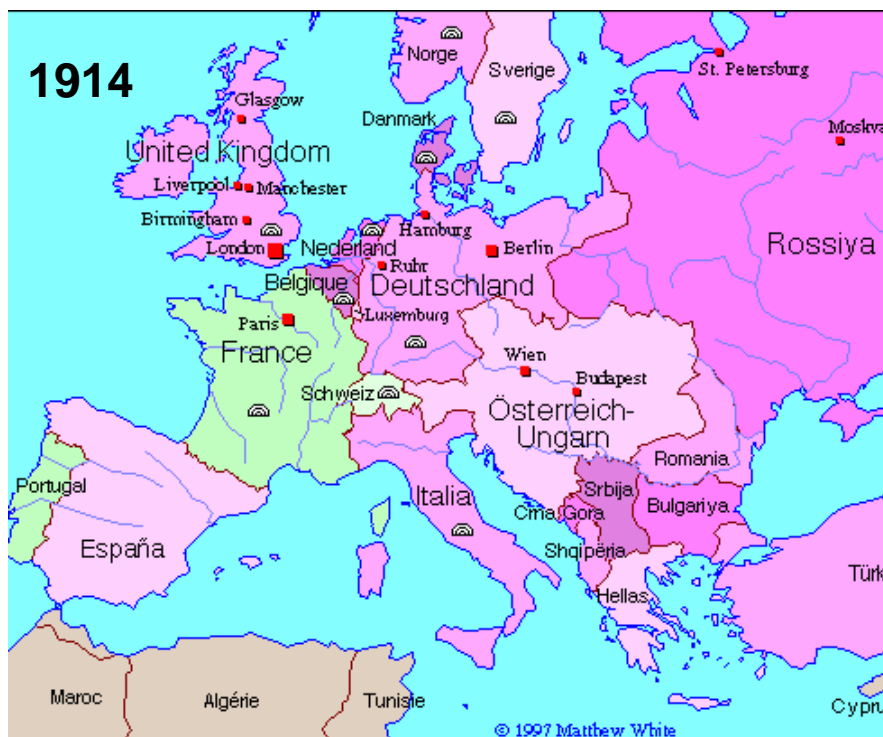 1914
Norge
Sverige
St. Petersburg
Glasgow
Danmark
Moskva
United Kingdom
Liverpool
Manchester
Birmingham
Hamburg
London
Nederland
Berlin
Rossiya
Ruhr
Belgique
Deutschland
Luxemburg
Paris
France
Wien
Budapest
Schweiz
Österreich-
Ungarn
Romania
Portugal
Italia
Srbija
Bulgariya
Crna Gora
España
Shqipëria
Türk
Hellas
Maroc
Algérie
Tunisie
Cypru
© 1997 Matthew White